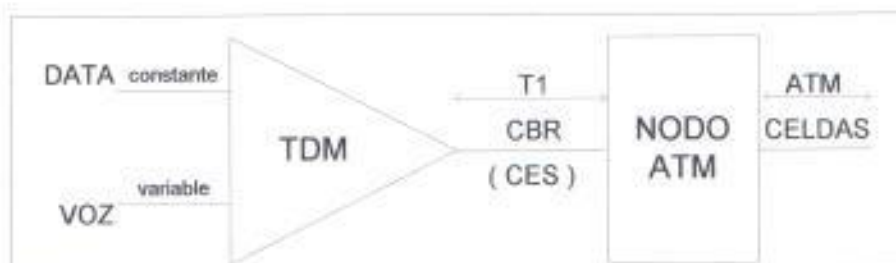 DATA constante
VOZ variable
TDM
T1
CBR
( CES )
NODO
ATM
ATM
CELDAS